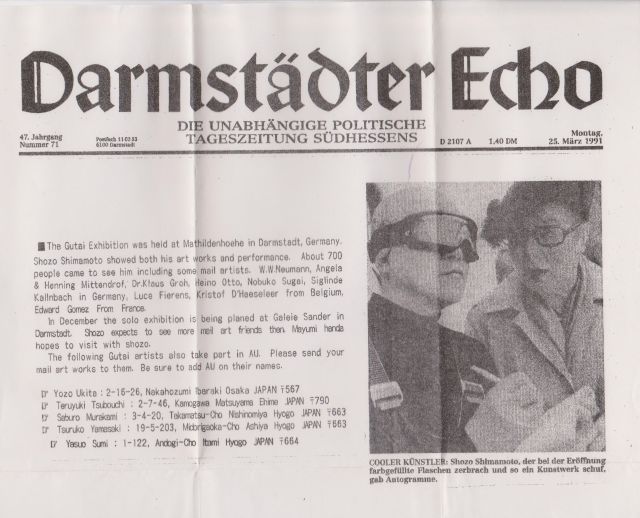 Darmstädter Echo
47. Jahrgang
Nummer 71
Postfach 11-02-53
6100 Darmstadt
DIE UNABHÄNGIGE POLITISCHE
TAGESZEITUNG SÜDHESSENS
D 2107 A
1,40 DM
Montag,
25. März 1991
■The Gutai Exhibition was held at Mathildenhoehe in Darmstadt, Germany.
Shozo Shimamoto showed both his art works and performance. About 700
people came to see him including some mail artists. W.W.Neumann, Angela
& Henning Mittendrof, Dr.Klaus Groh, Heino Otto, Nobuko Sugai, Siglinde
Kallnbach in Germany, Luce Fierens, Kristof D'Haeseleer from Belgium,
Edward Gomez From France.
In December the solo exhibition is being planed at Galeie Sander in
Darmstadt. Shozo expects to see more mail art friends then. Mayumi handa
hopes to visit with shozo.
The following Gutai artists also take part in AU. Please send your
mail art works to them. Be sure to add AU on their names.
☞ Yozo Ukita : 2-16-26, Nakahozumi Ibaraki Osaka JAPAN 〒567
☞ Teruyuki Tsubouchi : 2-7-46, Kamogawa Matsuyama Ehime JAPAN 〒790
☞ Saburo Murakami : 3-4-20, Takamatsu-Cho Nishinomiya Hyogo JAPAN 〒663
☞ Tsuruko Yamasaki : 19-5-203, Midorigaoka-Cho Ashiya Hyogo JAPAN 〒663
☞ Yasuo Sumi : 1-122, Andogi-Cho Itami Hyogo JAPAN 〒664
COOLER KÜNSTLER: Shozo Shimamoto, der bei der Eröffnung
farbgefüllte Flaschen zerbrach und so ein Kunstwerk schuf,
gab Autogramme.